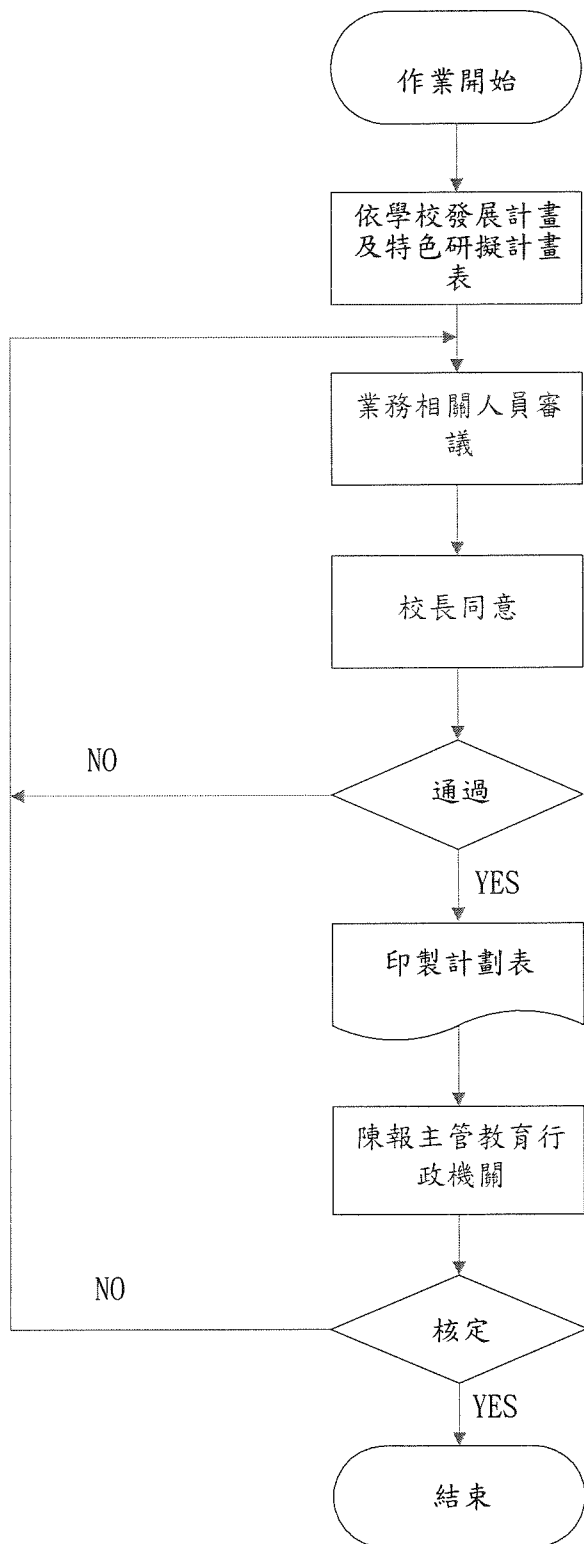 作業開始
依學校發展計畫
及特色研擬計畫
表
業務相關人員審
議
校長同意
NO
通過
YES
印製計劃表
陳報主管教育行
政機關
NO
核定
YES
結束